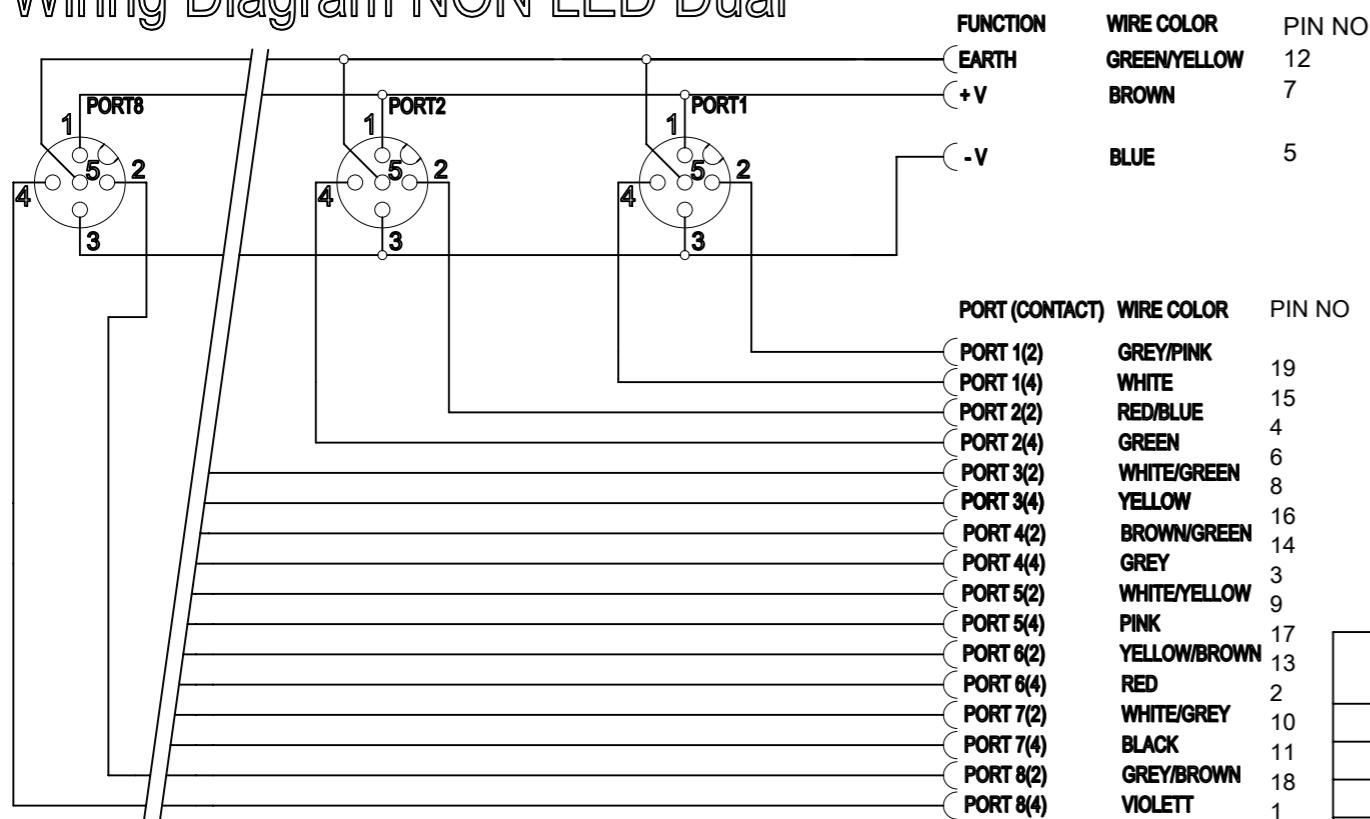 Wiring Diagram NON LED Dual
FUNCTION WIRE COLOR PIN NO
EARTH GREEN/YELLOW 12
+ V BROWN 7
- V BLUE 5
PORT8 PORT2 PORT1
1 1 1
5 2 5 2 5 2
4 4 4
3 3 3
PORT (CONTACT) WIRE COLOR PIN NO
PORT 1(2) GREY/PINK 19
PORT 1(4) WHITE 15
PORT 2(2) RED/BLUE 4
PORT 2(4) GREEN 6
PORT 3(2) WHITE/GREEN 8
PORT 3(4) YELLOW 16
PORT 4(2) BROWN/GREEN 14
PORT 4(4) GREY 3
PORT 5(2) WHITE/YELLOW 9
PORT 5(4) PINK 17
PORT 6(2) YELLOW/BROWN 13
PORT 6(4) RED 2
PORT 7(2) WHITE/GREY 10
PORT 7(4) BLACK 11
PORT 8(2) GREY/BROWN 18
PORT 8(4) VIOLETT 1